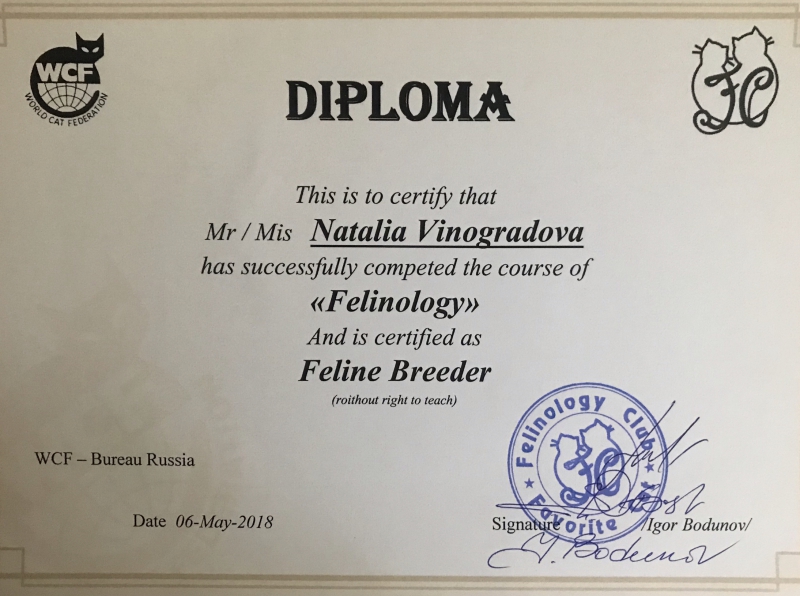 WCF
WORLD CAT FEDERATION
FC
DIPLOMA
This is to certify that
Mr / Mis Natalia Vinogradova
has successfully competed the course of
«Felinology»
And is certified as
Feline Breeder
(roithout right to teach)
WCF – Bureau Russia
Felinology Club
Favorite Cat
FC
Date 06-May-2018
Signature /Igor Bodunov/
I. Bodunov